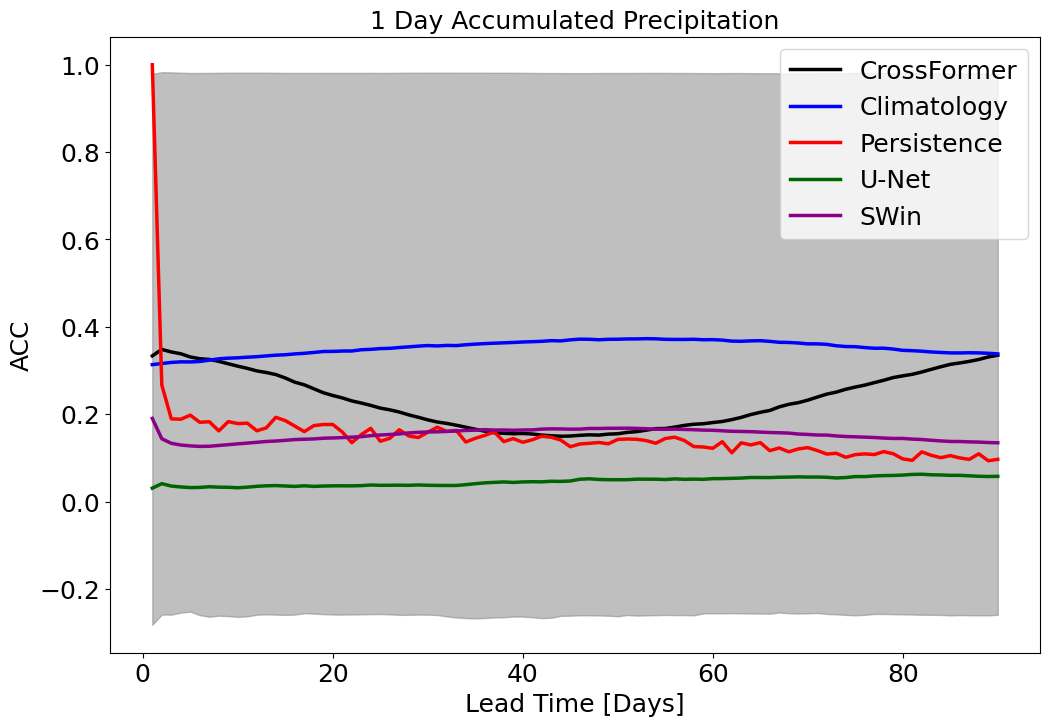 1 Day Accumulated Precipitation
1.0
0.8
0.6
0.4
0.2
0.0
−0.2
ACC
CrossFormer
Climatology
Persistence
U-Net
SWin
0
20
40
60
80
Lead Time [Days]